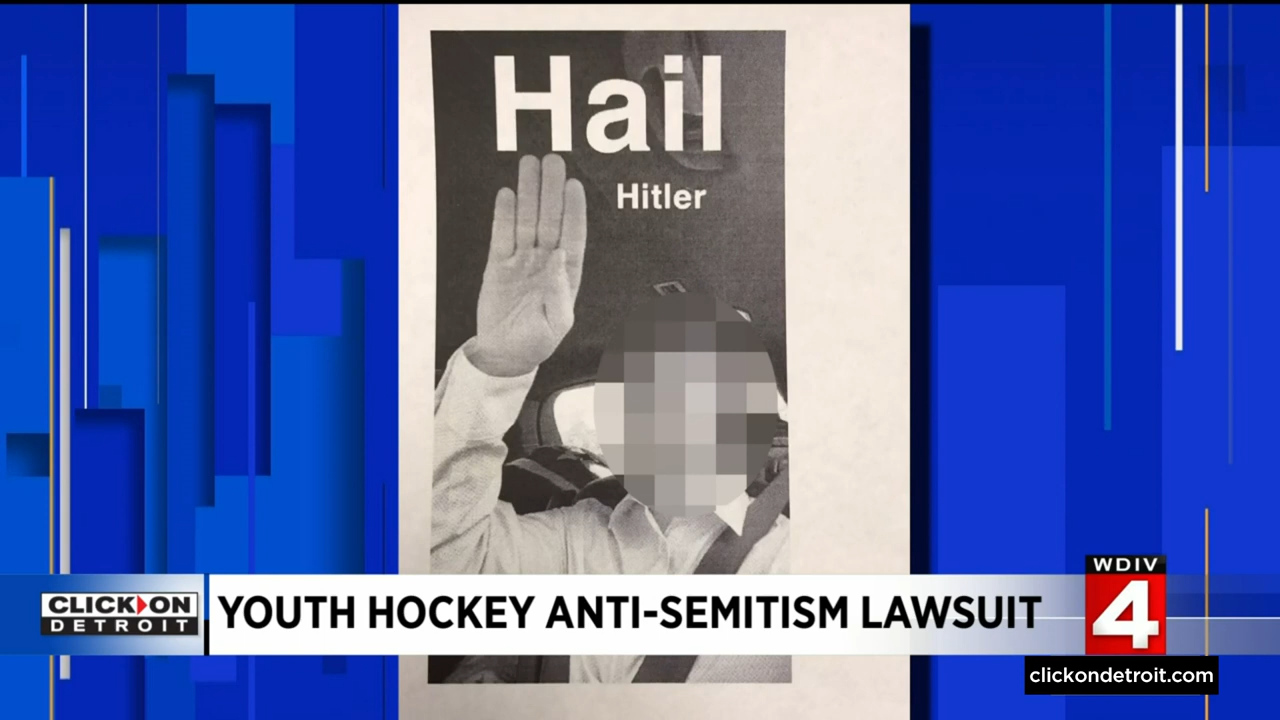 Hail
Hitler
CLICK ON
DETROIT
YOUTH HOCKEY ANTI-SEMITISM LAWSUIT
WDIV
4
clickondetroit.com